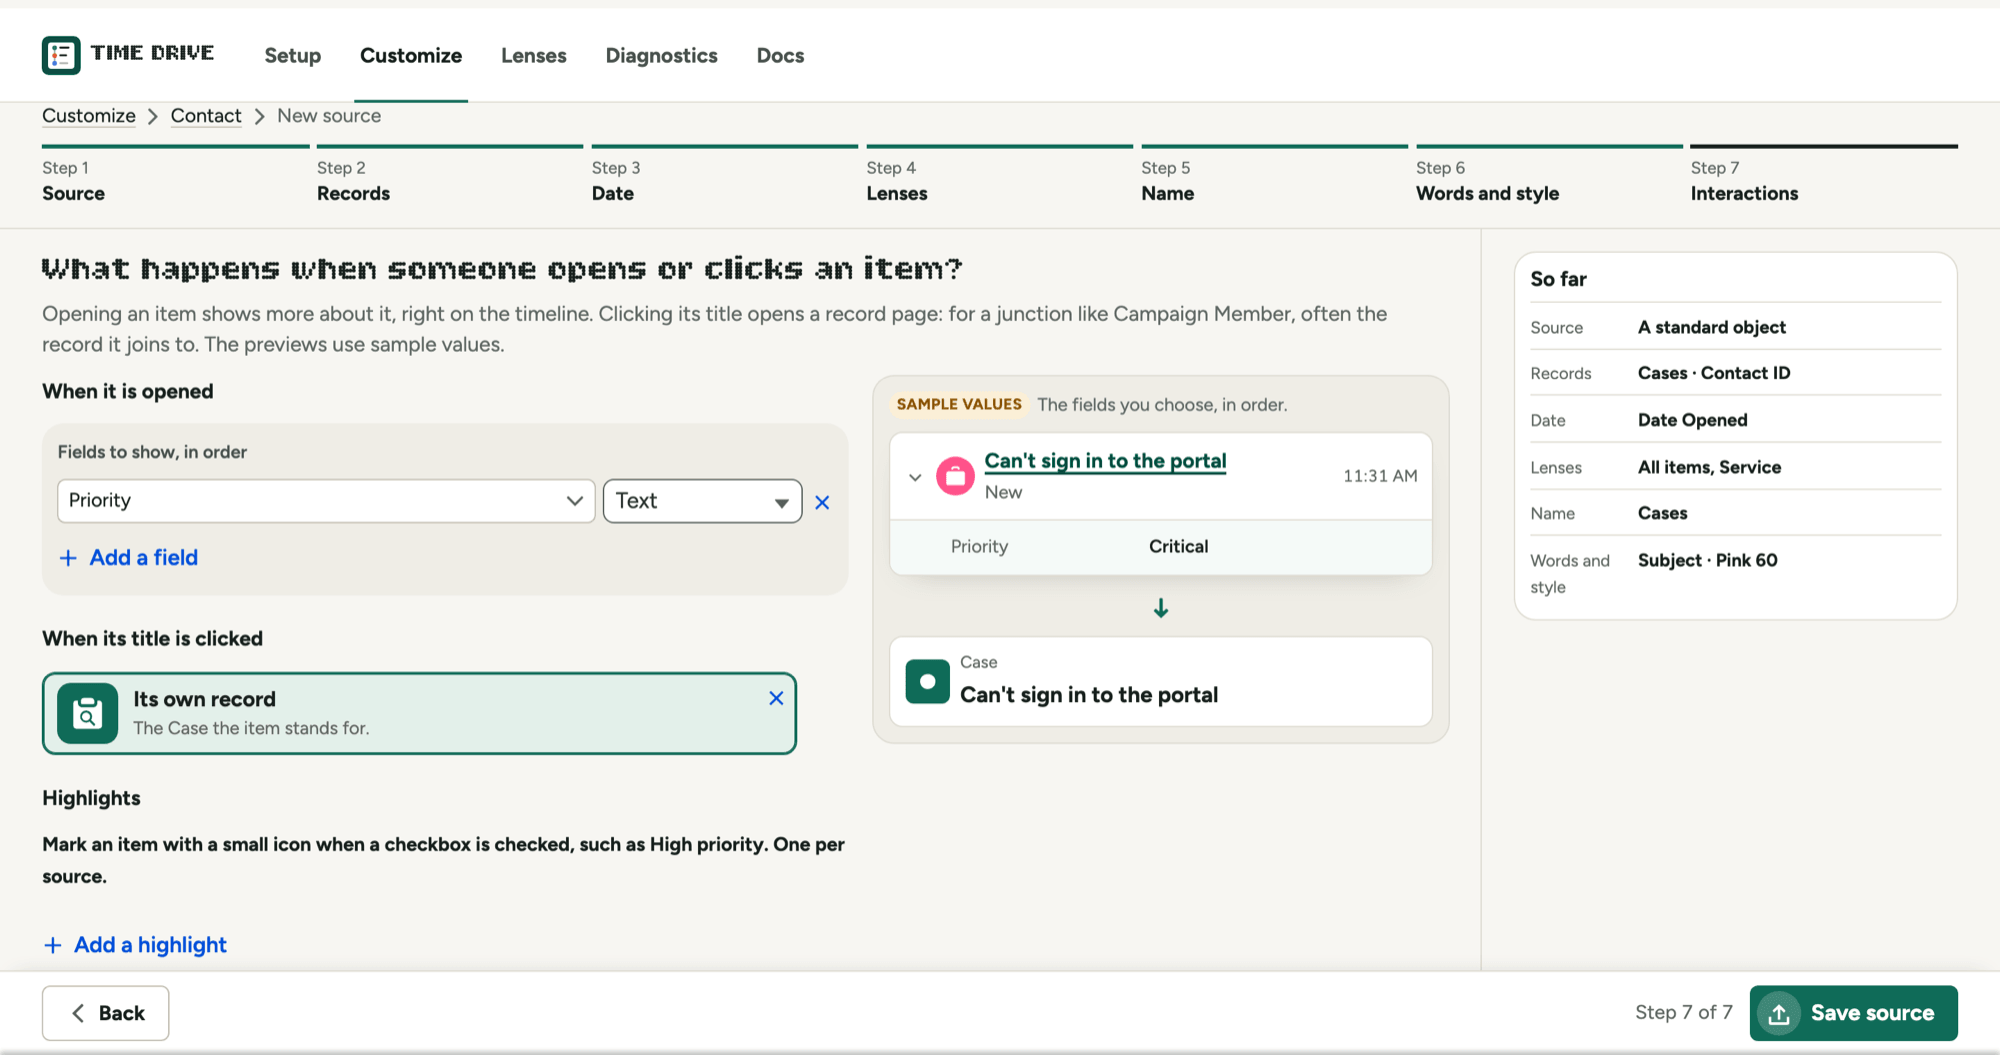 TIME DRIVE
Setup
Customize
Lenses
Diagnostics
Docs
Customize
Contact
New source
Step 1
Source
Step 2
Records
Step 3
Date
Step 4
Lenses
Step 5
Name
Step 6
Words and style
Step 7
Interactions
What happens when someone opens or clicks an item?
Opening an item shows more about it, right on the timeline. Clicking its title opens a record page: for a junction like Campaign Member, often the
record it joins to. The previews use sample values.
When it is opened
Fields to show, in order
Priority
Text
Add a field
When its title is clicked
Its own record
The Case the item stands for.
Highlights
Mark an item with a small icon when a checkbox is checked, such as High priority. One per
source.
Add a highlight
SAMPLE VALUES The fields you choose, in order.
Can't sign in to the portal
New
11:31 AM
Priority Critical
Case
Can't sign in to the portal
So far
Source A standard object
Records Cases · Contact ID
Date Date Opened
Lenses All items, Service
Name Cases
Words and
style
Subject · Pink 60
Back
Step 7 of 7
Save source